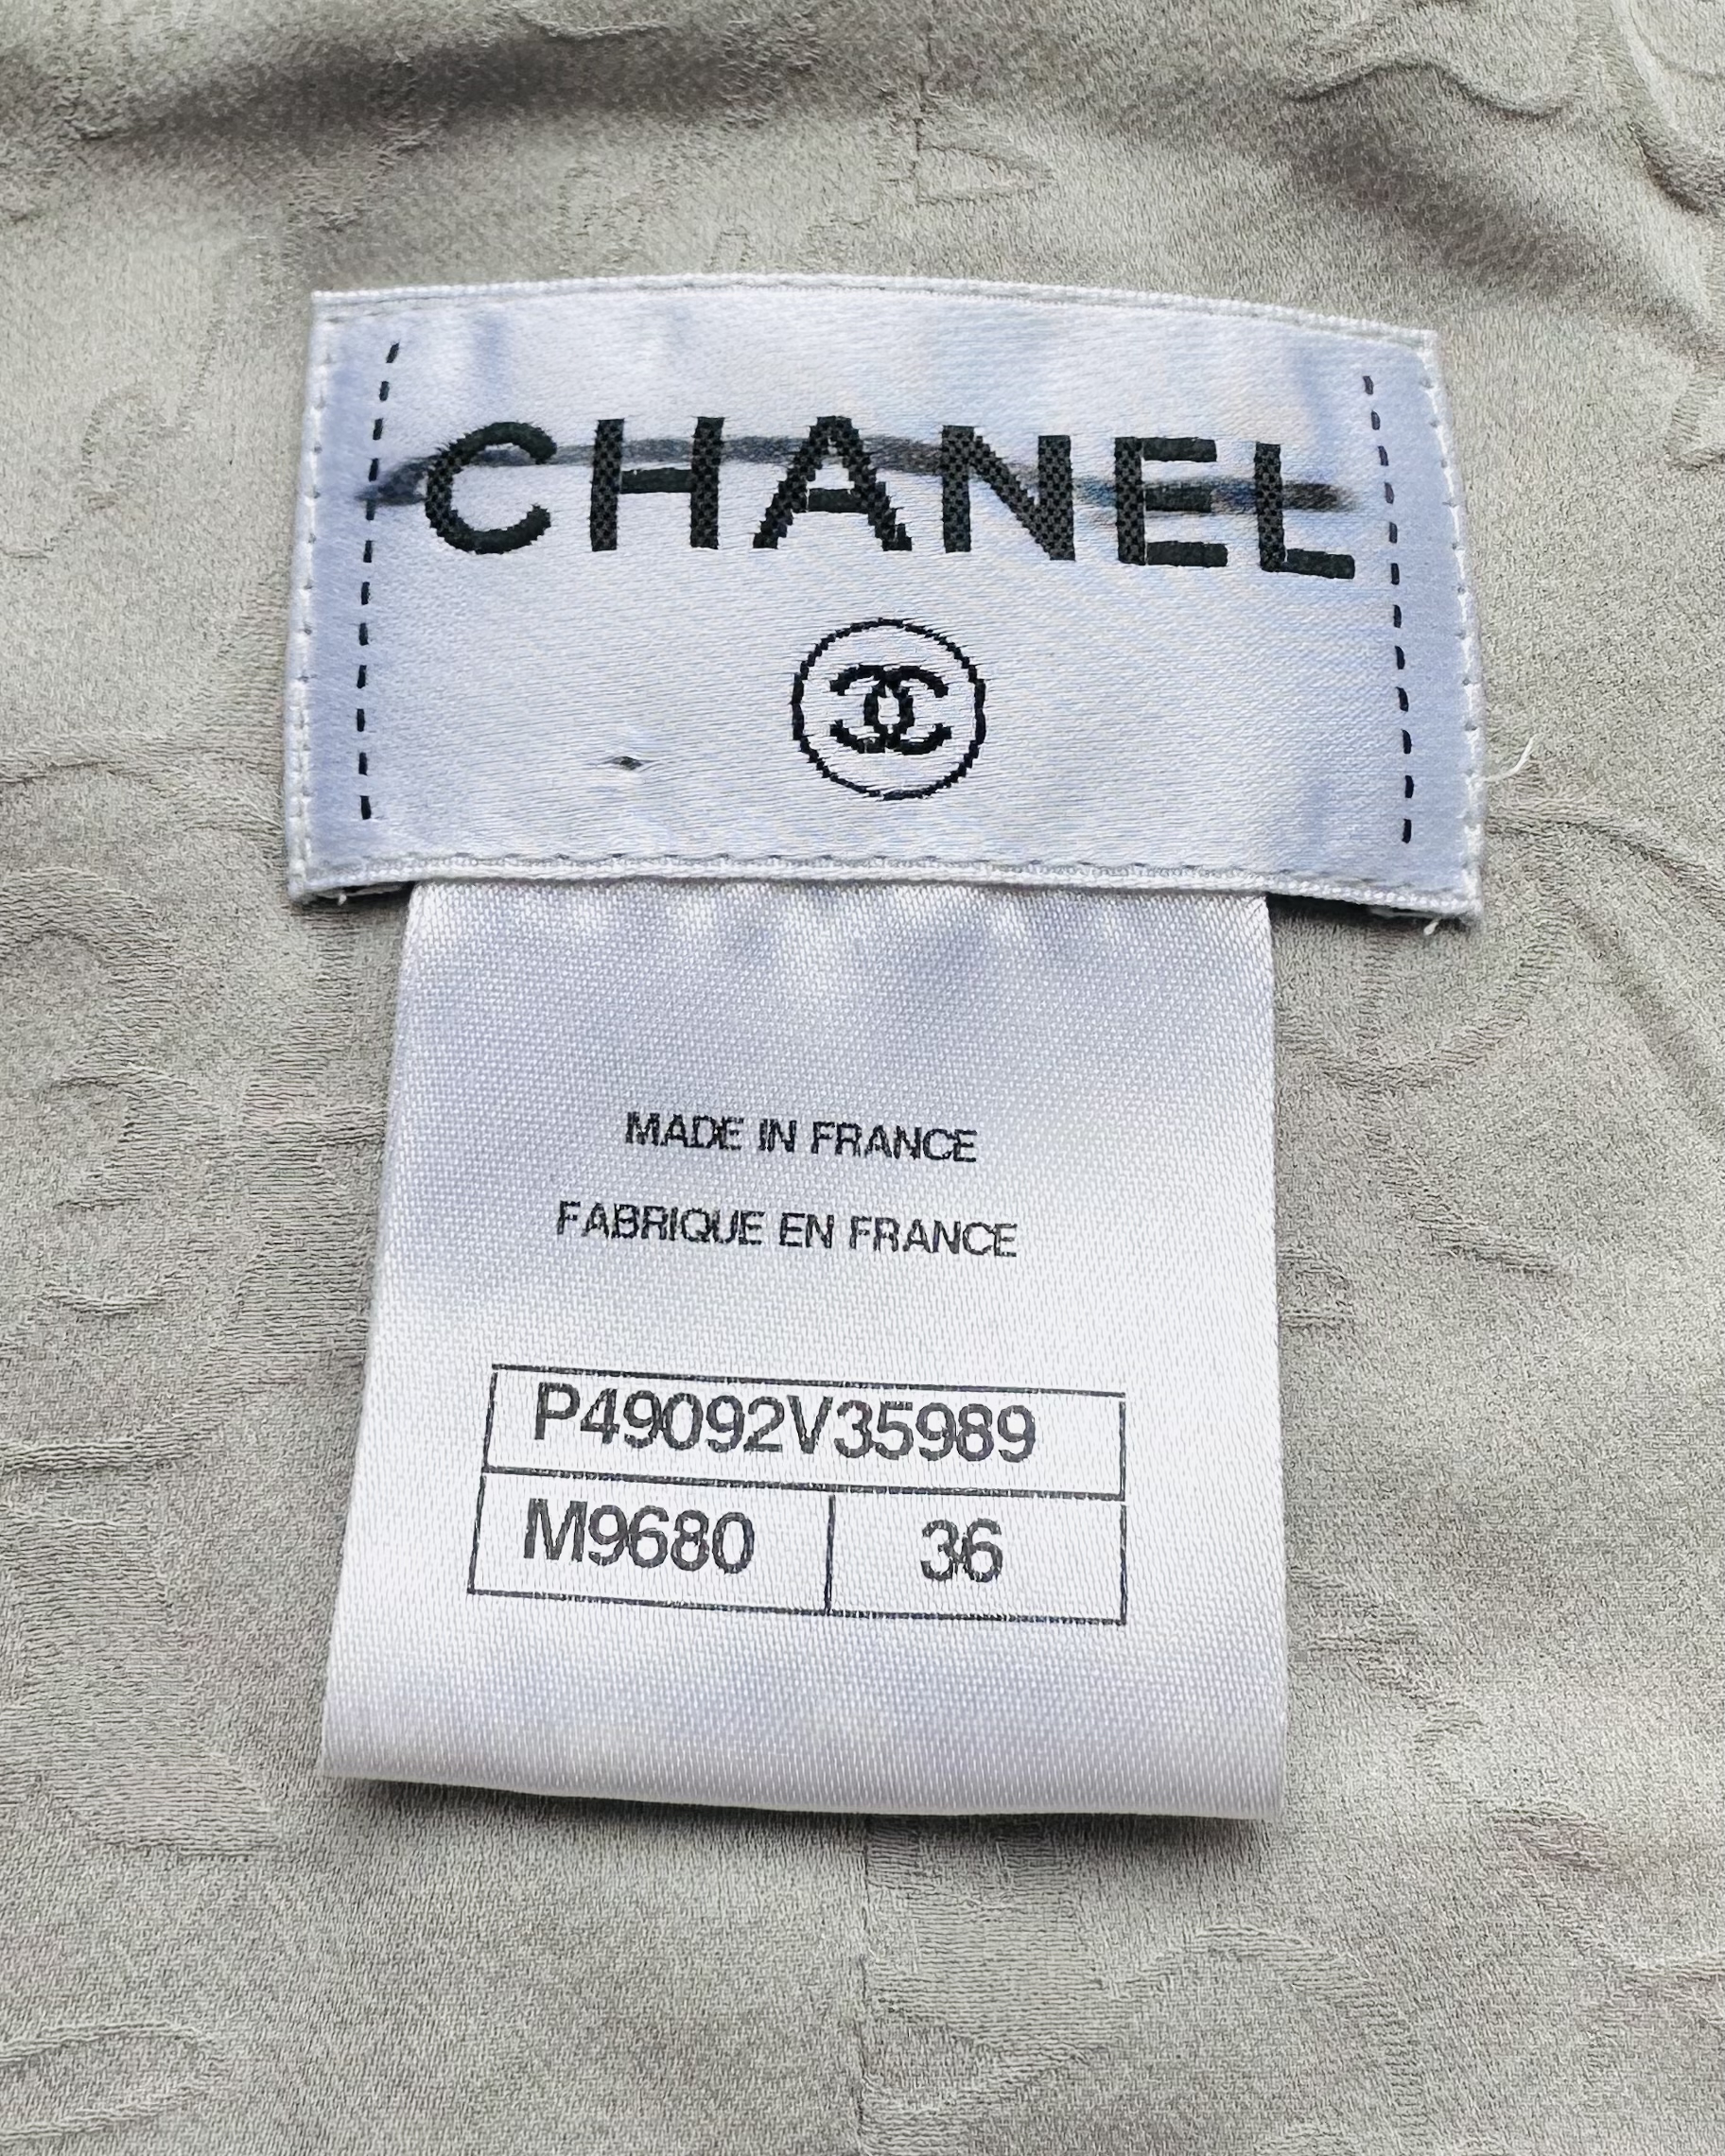 CHANEL
MADE IN FRANCE
FABRIQUE EN FRANCE
P49092V35989
M9680 36